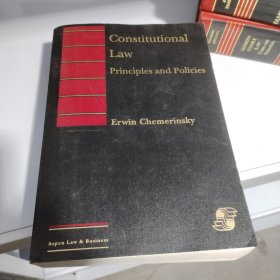 Constitutional
Law
Principles and Policies
Erwin Chemerinsky
Aspen Law & Business